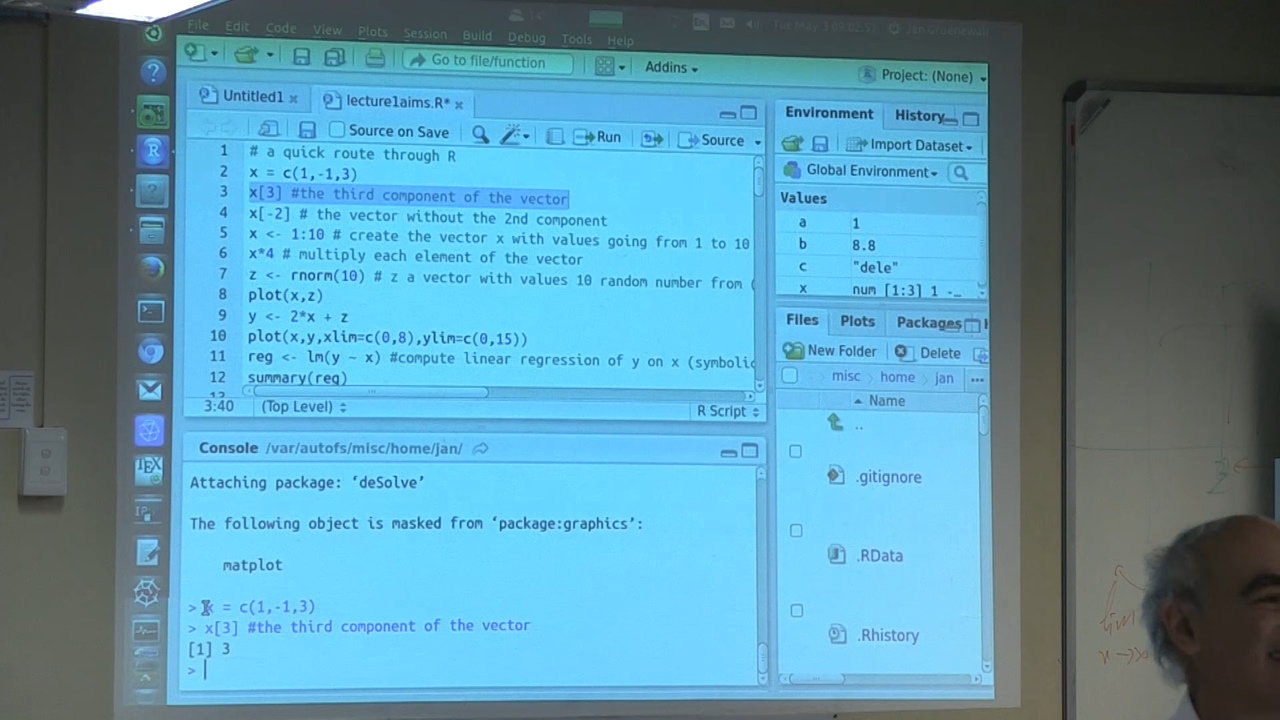 File Edit Code View Plots Session Build Debug Tools Help
Go to file/function
Addins
Project: (None)
Untitled1
lecture1aims.R*
Source on Save
Run
Source
1 # a quick route through R
2 x = c(1,-1,3)
3 x[3] #the third component of the vector
4 x[-2] # the vector without the 2nd component
5 x <- 1:10 # create the vector x with values going from 1 to 10
6 x*4 # multiply each element of the vector
7 z <- rnorm(10) # z a vector with values 10 random number from (
8 plot(x,z)
9 y <- 2*x + z
10 plot(x,y,xlim=c(0,8),ylim=c(0,15))
11 reg <- lm(y ~ x) #compute linear regression of y on x (symbolic
12 summary(reg)
3:40 (Top Level) R Script
Console /var/autofs/misc/home/jan/
Attaching package: ‘deSolve’
The following object is masked from ‘package:graphics’:
matplot
> x = c(1,-1,3)
> x[3] #the third component of the vector
[1] 3
>
Environment History
Import Dataset
Global Environment
Values
a 1
b 8.8
c "dele"
x num [1:3] 1 -…
Files Plots Packages
New Folder Delete
misc home jan
Name
..
.gitignore
.RData
.Rhistory
TEX